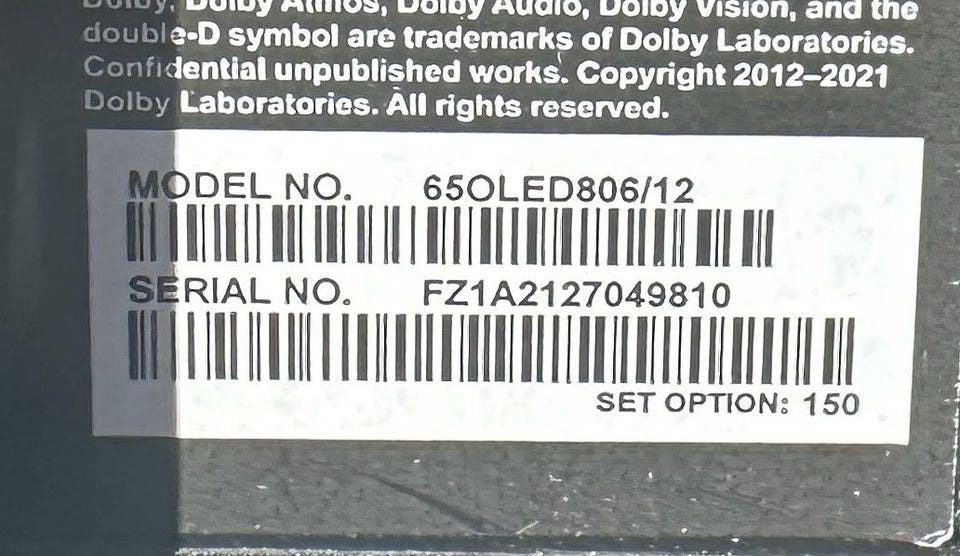 Dolby, Dolby Atmos, Dolby Audio, Dolby Vision, and the
double-D symbol are trademarks of Dolby Laboratories.
Confidential unpublished works. Copyright 2012–2021
Dolby Laboratories. All rights reserved.
MODEL NO. 65OLED806/12
SERIAL NO. FZ1A2127049810
SET OPTION: 150